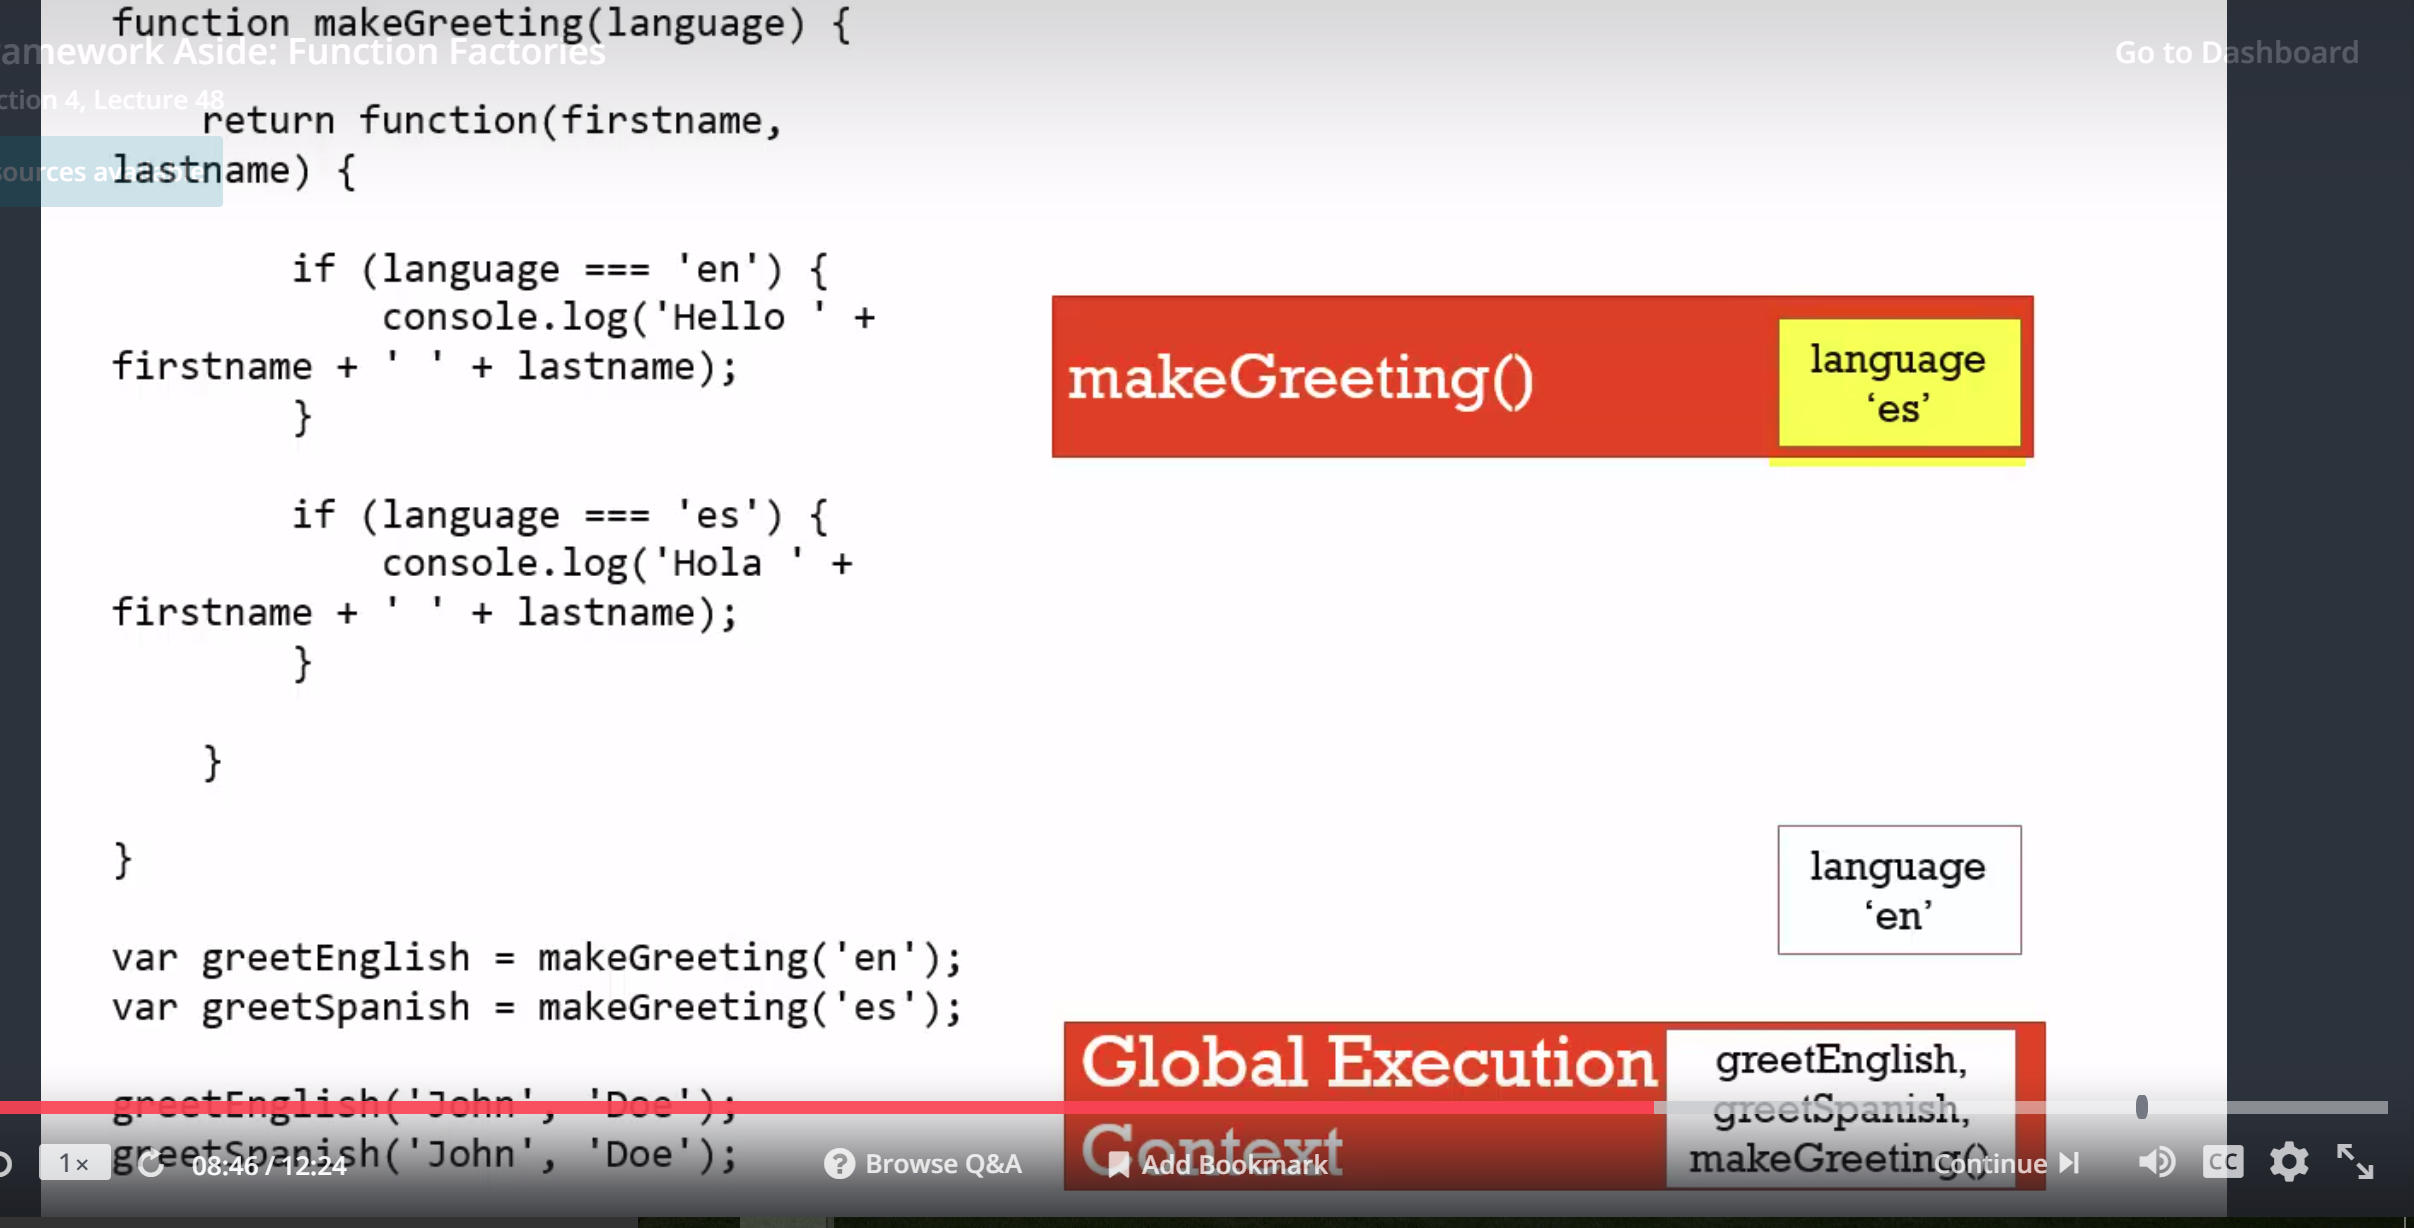 function makeGreeting(language) {
amework Aside: Function Factories
Go to Dashboard
ction 4, Lecture 48
return function(firstname,
lastname) {
sources available
if (language === 'en') {
console.log('Hello ' +
firstname + ' ' + lastname);
}
if (language === 'es') {
console.log('Hola ' +
firstname + ' ' + lastname);
}
}
}
var greetEnglish = makeGreeting('en');
var greetSpanish = makeGreeting('es');
greetEnglish('John', 'Doe');
greetSpanish('John', 'Doe');
makeGreeting()
language
‘es’
language
‘en’
Global Execution
Context
greetEnglish,
greetSpanish,
makeGreeting()
1×
08:46 / 12:24
? Browse Q&A
Add Bookmark
Continue
CC